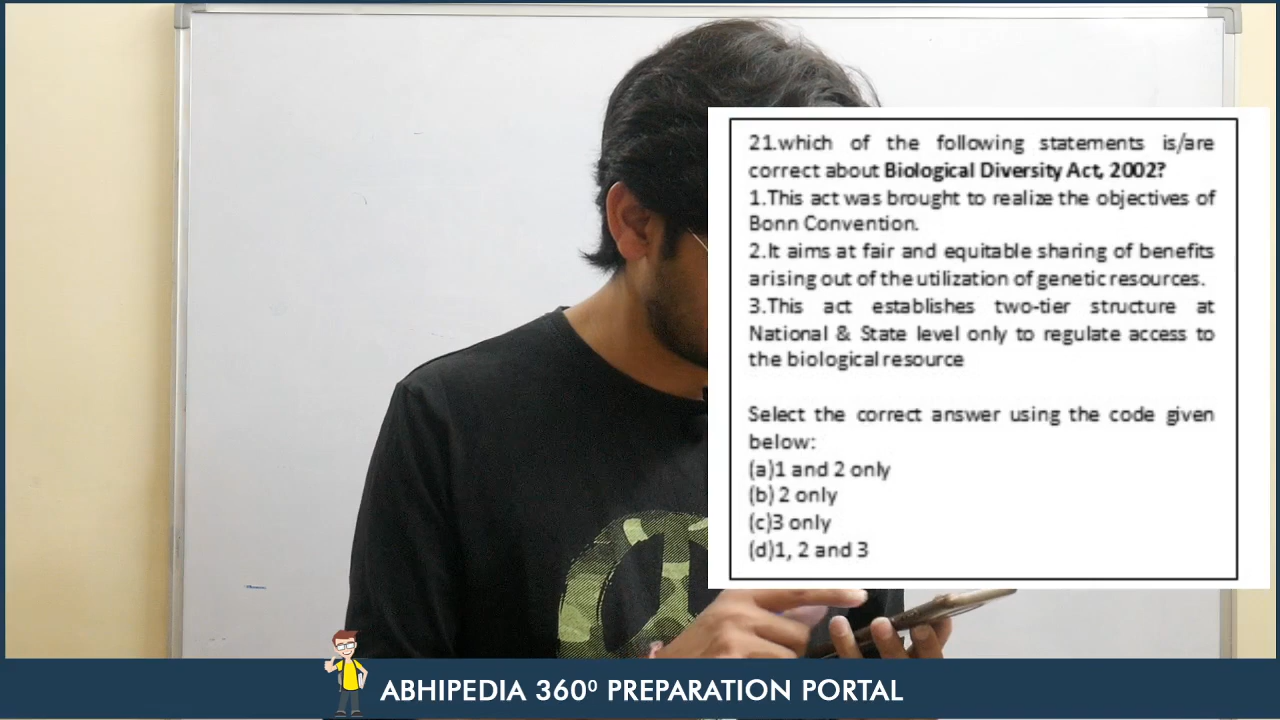 21.which of the following statements is/are
correct about Biological Diversity Act, 2002?
1.This act was brought to realize the objectives of
Bonn Convention.
2.It aims at fair and equitable sharing of benefits
arising out of the utilization of genetic resources.
3.This act establishes two-tier structure at
National & State level only to regulate access to
the biological resource
Select the correct answer using the code given
below:
(a)1 and 2 only
(b) 2 only
(c)3 only
(d)1, 2 and 3
ABHIPEDIA 360⁰ PREPARATION PORTAL